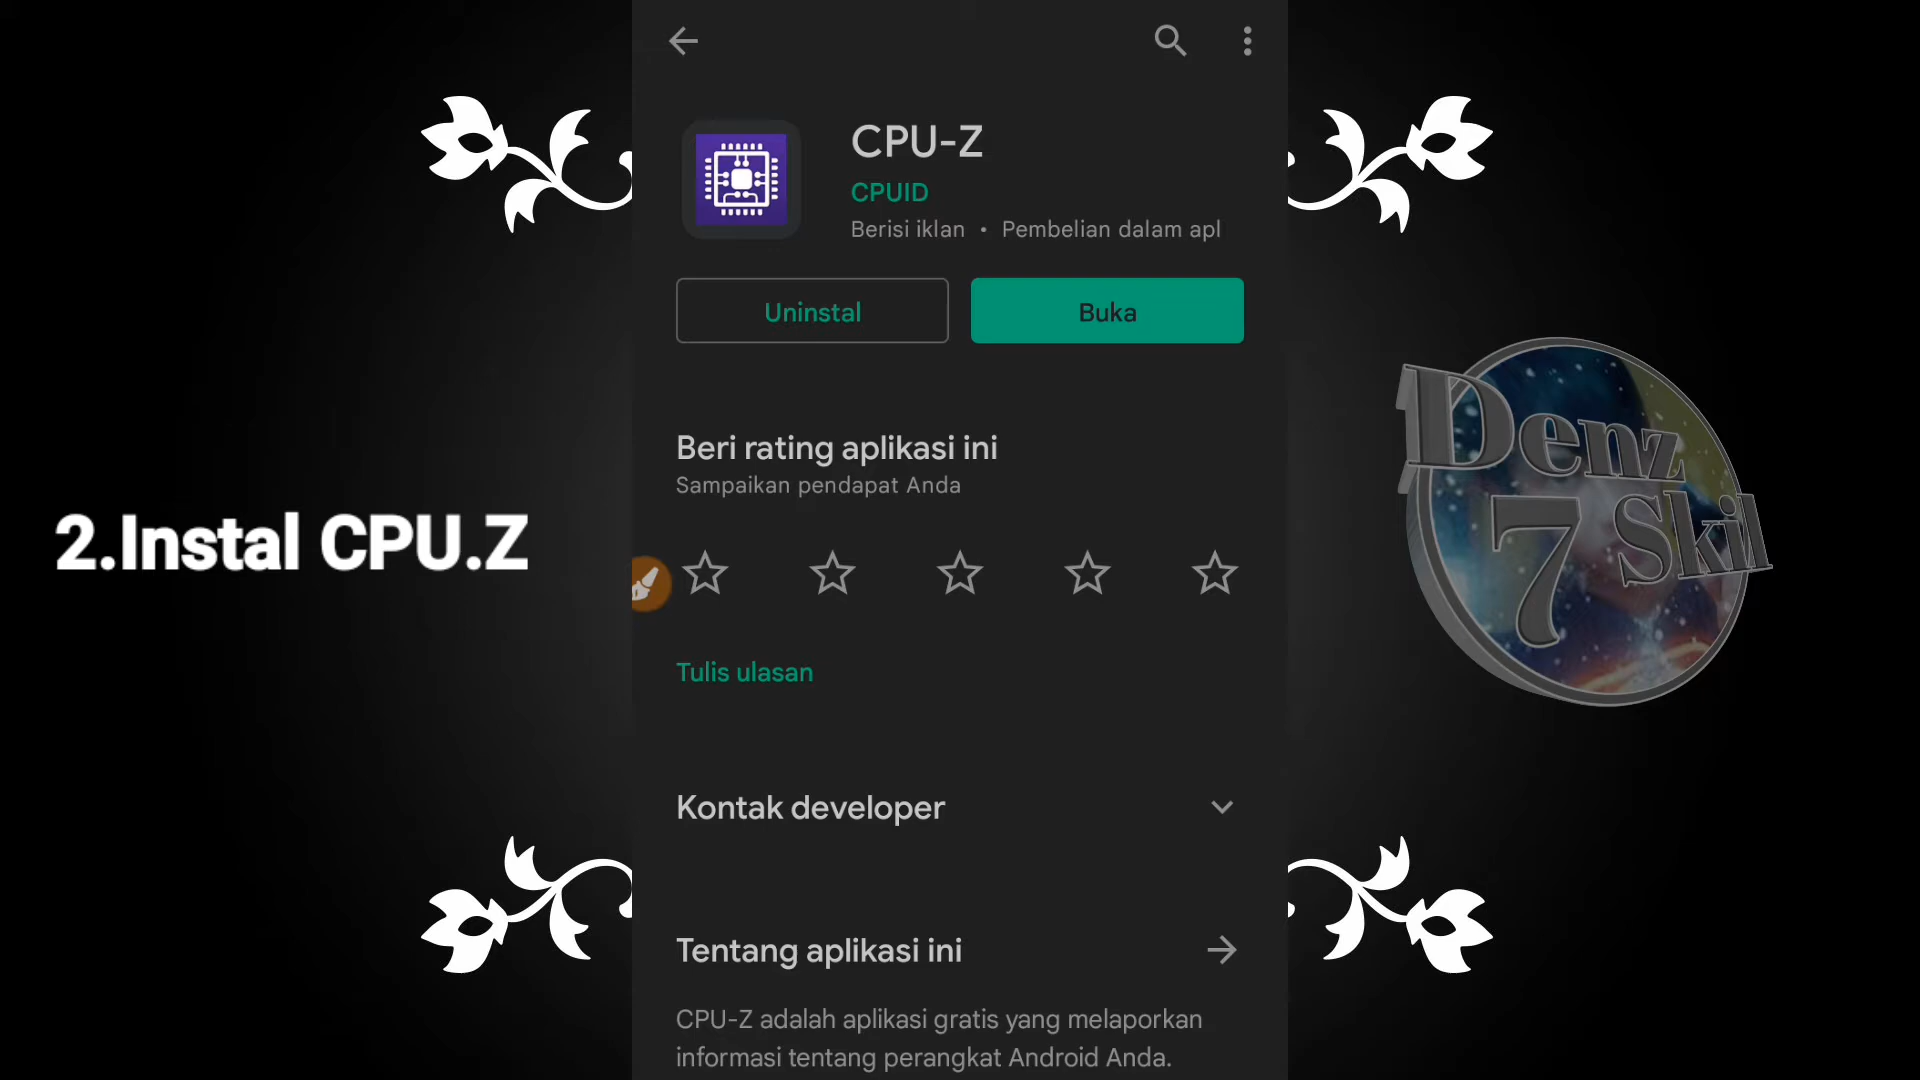 CPU-Z
CPUID
Berisi iklan • Pembelian dalam apl
Uninstal
Buka
Beri rating aplikasi ini
Sampaikan pendapat Anda
2.Instal CPU.Z
Denz
7 Skil
Tulis ulasan
Kontak developer
Tentang aplikasi ini
CPU-Z adalah aplikasi gratis yang melaporkan
informasi tentang perangkat Android Anda.